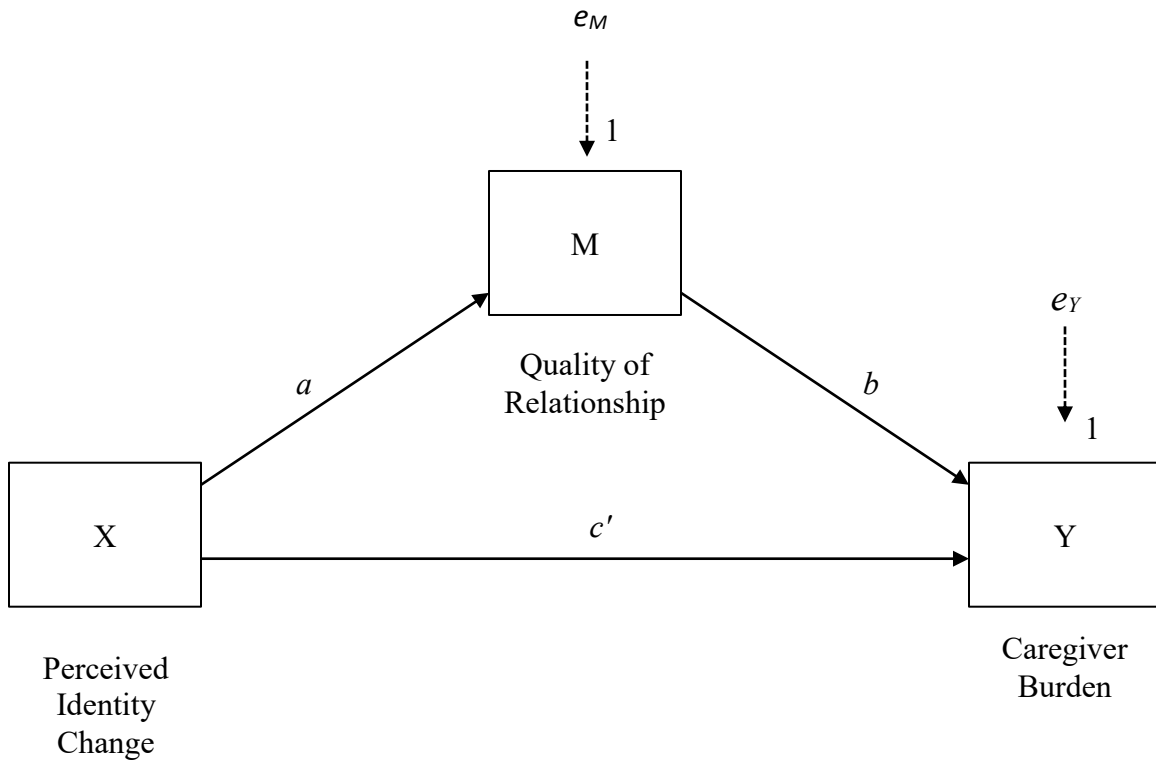 eM
1
M
eY
Quality of
Relationship
a
b
1
X
c′
Y
Perceived
Identity
Change
Caregiver
Burden